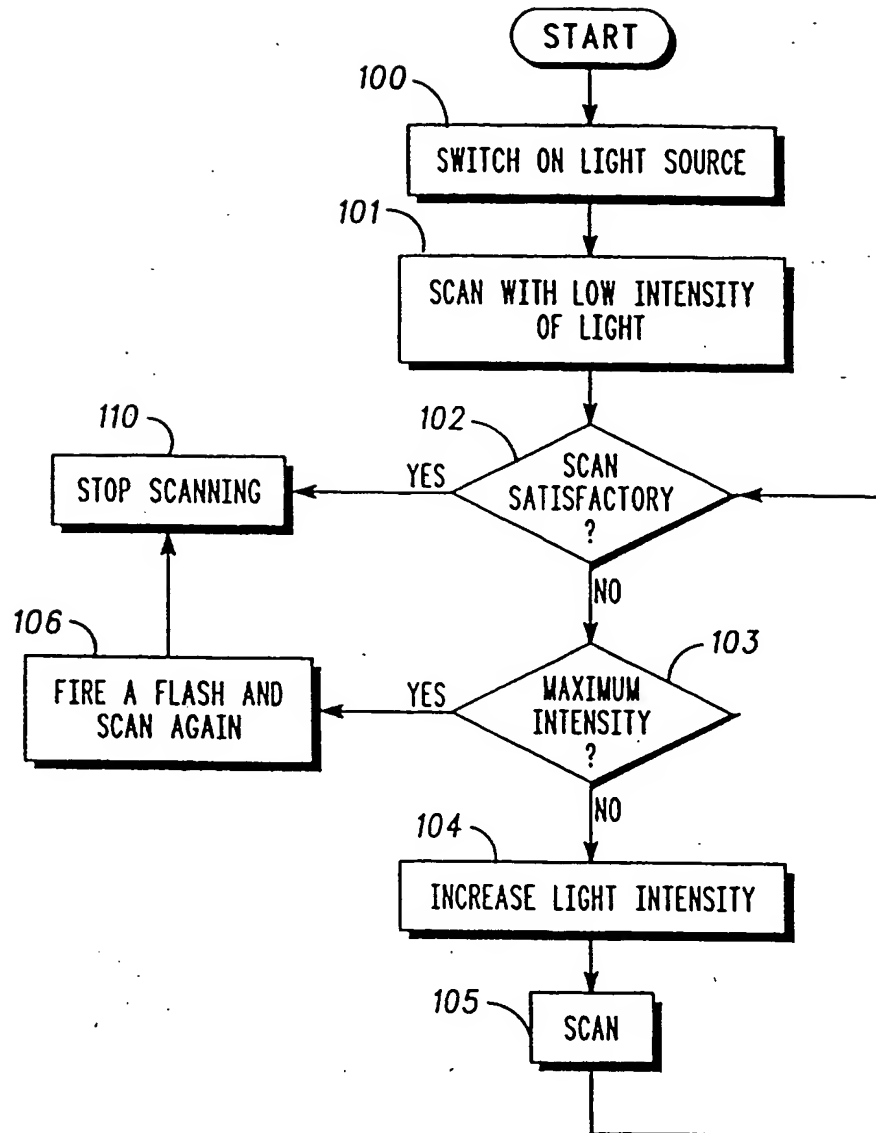 START
100
SWITCH ON LIGHT SOURCE
101
SCAN WITH LOW INTENSITY
OF LIGHT
102
SCAN
SATISFACTORY
?
YES
110
STOP SCANNING
NO
103
MAXIMUM
INTENSITY
?
YES
106
FIRE A FLASH AND
SCAN AGAIN
NO
104
INCREASE LIGHT INTENSITY
105
SCAN